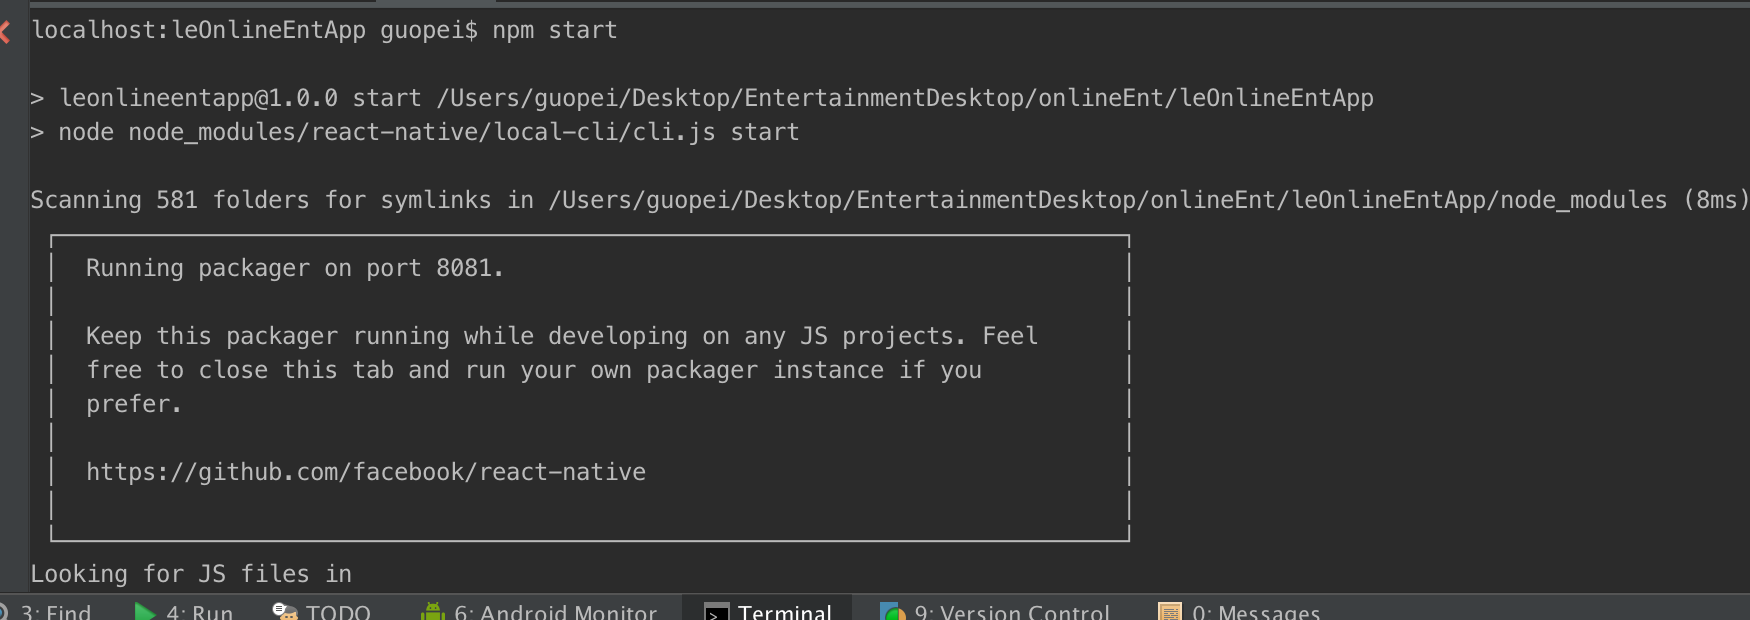 localhost:leOnlineEntApp guopei$ npm start
> leonlineentapp@1.0.0 start /Users/guopei/Desktop/EntertainmentDesktop/onlineEnt/leOnlineEntApp
> node node_modules/react-native/local-cli/cli.js start
Scanning 581 folders for symlinks in /Users/guopei/Desktop/EntertainmentDesktop/onlineEnt/leOnlineEntApp/node_modules (8ms)
Running packager on port 8081.
Keep this packager running while developing on any JS projects. Feel
free to close this tab and run your own packager instance if you
prefer.
https://github.com/facebook/react-native
Looking for JS files in
3: Find 4: Run TODO 6: Android Monitor Terminal 9: Version Control 0: Messages